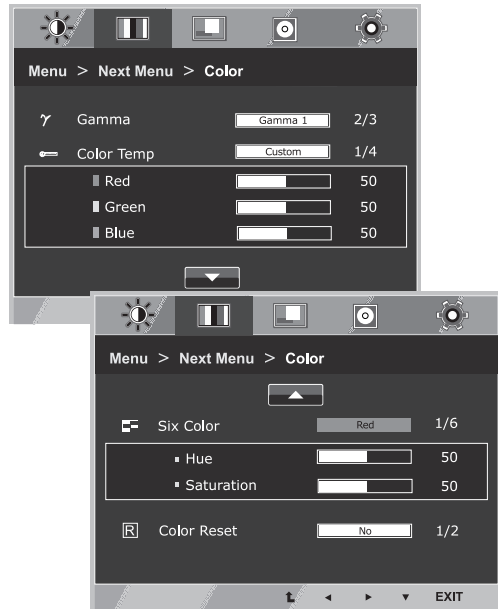 Menu > Next Menu > Color
Gamma Gamma 1 2/3
Color Temp Custom 1/4
Red 50
Green 50
Blue 50
Menu > Next Menu > Color
Six Color Red 1/6
Hue 50
Saturation 50
R Color Reset No 1/2
EXIT